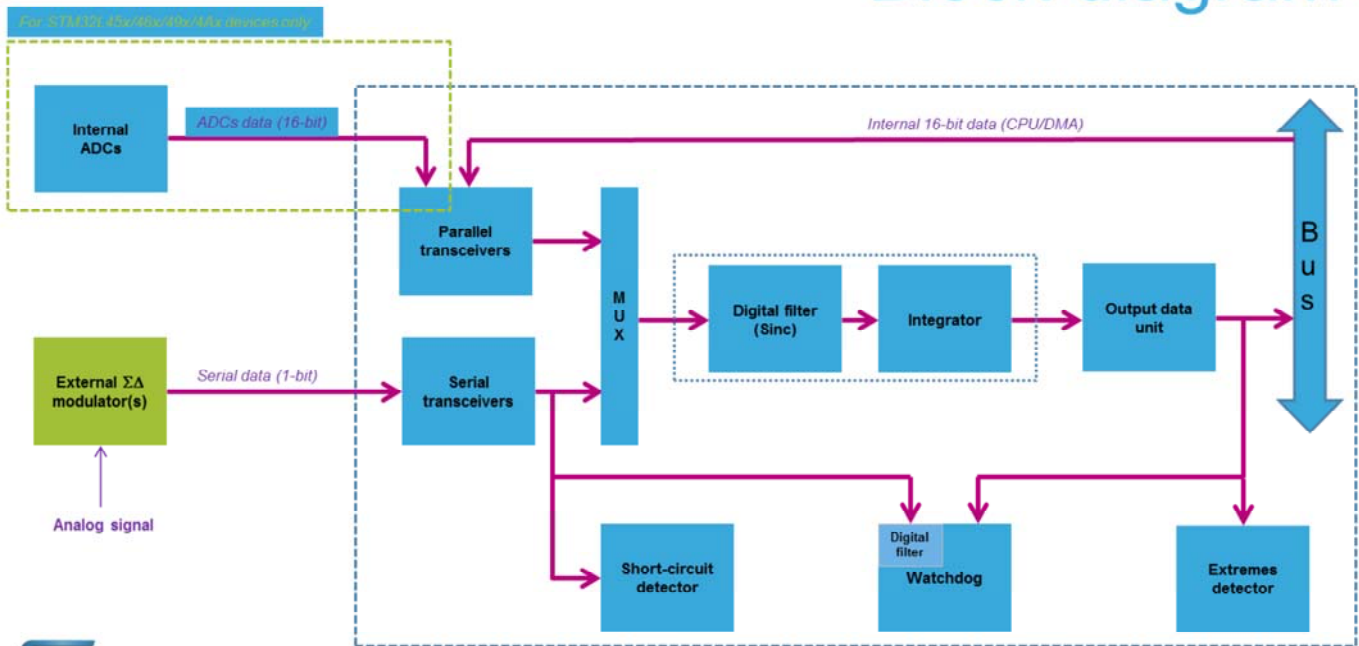 For STM32L45x/46x/49x/4Ax devices only
Internal
ADCs
ADCs data (16-bit)
Internal 16-bit data (CPU/DMA)
Parallel
transceivers
M
U
X
Digital filter
(Sinc)
Integrator
Output data
unit
B
u
s
External ΣΔ
modulator(s)
Serial data (1-bit)
Serial
transceivers
Analog signal
Short-circuit
detector
Digital
filter
Watchdog
Extremes
detector